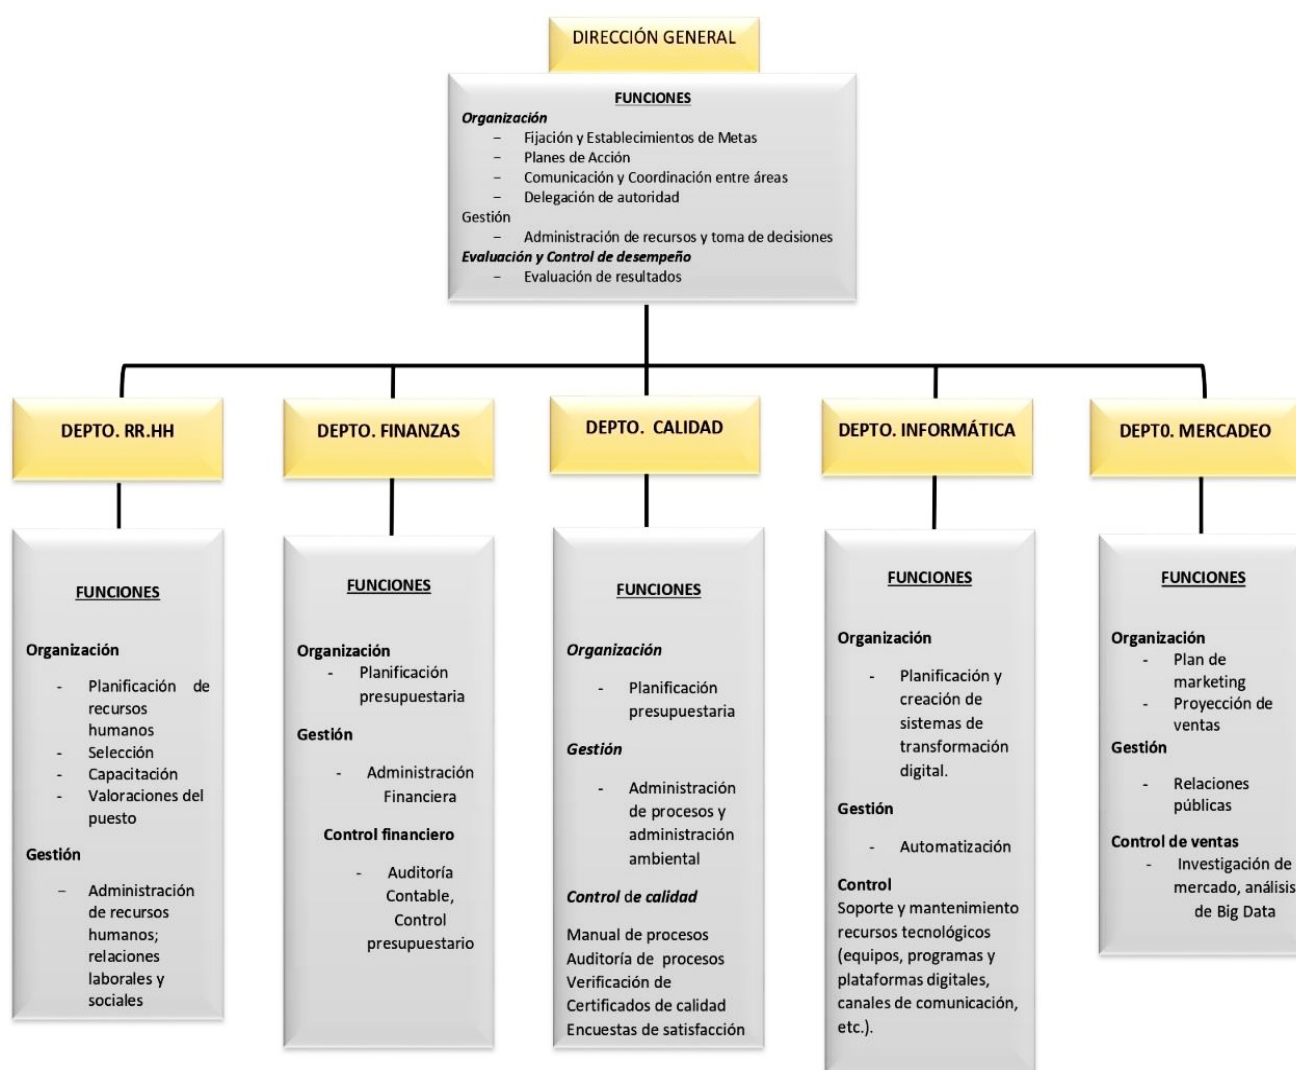 DIRECCIÓN GENERAL
FUNCIONES
Organización
- Fijación y Establecimientos de Metas
- Planes de Acción
- Comunicación y Coordinación entre áreas
- Delegación de autoridad
Gestión
- Administración de recursos y toma de decisiones
Evaluación y Control de desempeño
- Evaluación de resultados
DEPTO. RR.HH
FUNCIONES
Organización
- Planificación de
recursos
humanos
- Selección
- Capacitación
- Valoraciones del
puesto
Gestión
- Administración
de recursos
humanos;
relaciones
laborales y
sociales
DEPTO. FINANZAS
FUNCIONES
Organización
- Planificación
presupuestaria
Gestión
- Administración
Financiera
Control financiero
- Auditoría
Contable,
Control
presupuestario
DEPTO. CALIDAD
FUNCIONES
Organización
- Planificación
presupuestaria
Gestión
- Administración
de procesos y
administración
ambiental
Control de calidad
Manual de procesos
Auditoría de procesos
Verificación de
Certificados de calidad
Encuestas de satisfacción
DEPTO. INFORMÁTICA
FUNCIONES
Organización
- Planificación y
creación de
sistemas de
transformación
digital.
Gestión
- Automatización
Control
Soporte y mantenimiento
recursos tecnológicos
(equipos, programas y
plataformas digitales,
canales de comunicación,
etc.).
DEPT0. MERCADEO
FUNCIONES
Organización
- Plan de
marketing
- Proyección de
ventas
Gestión
- Relaciones
públicas
Control de ventas
- Investigación de
mercado, análisis
de Big Data